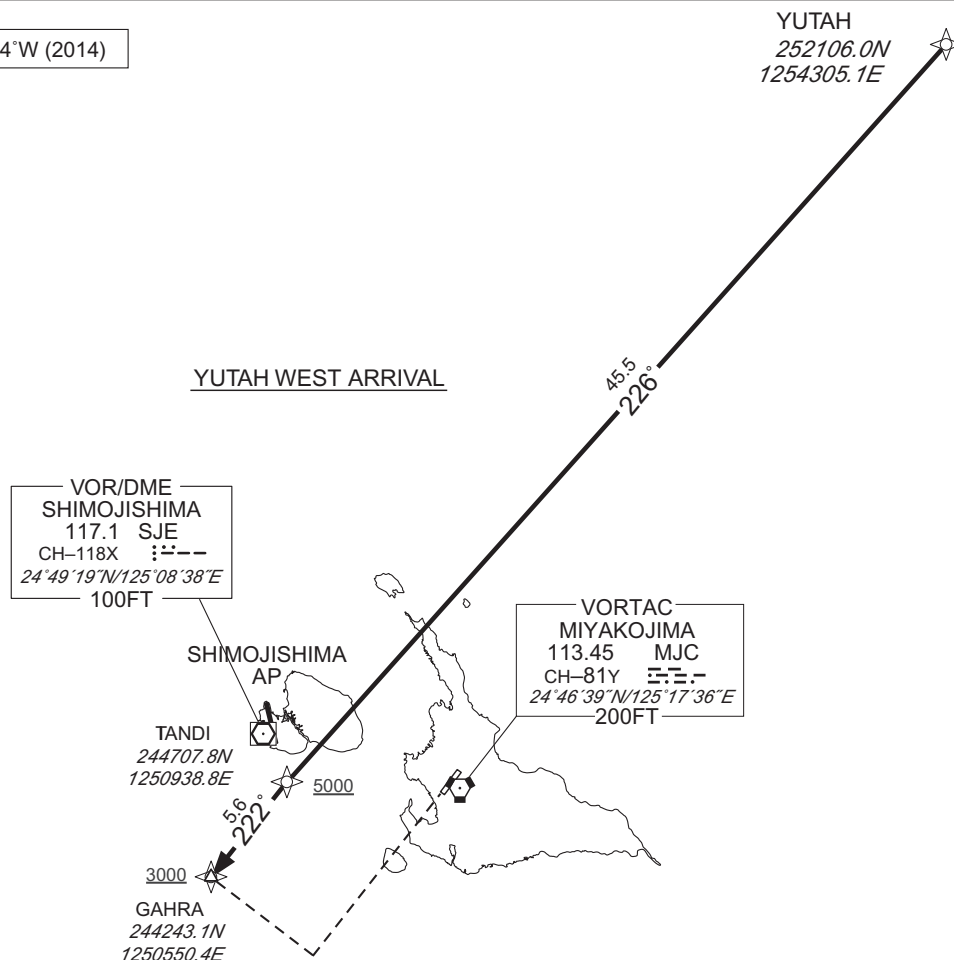 4°W (2014)
YUTAH
252106.0N
1254305.1E
45.5
226°
YUTAH WEST ARRIVAL
VOR/DME
SHIMOJISHIMA
117.1 SJE
CH–118X
24°49´19˝N/125°08´38˝E
100FT
VORTAC
MIYAKOJIMA
113.45 MJC
CH–81Y
24°46´39˝N/125°17´36˝E
200FT
SHIMOJISHIMA
AP
TANDI
244707.8N
1250938.8E
5000
5.6
222°
3000
GAHRA
244243.1N
1250550.4E